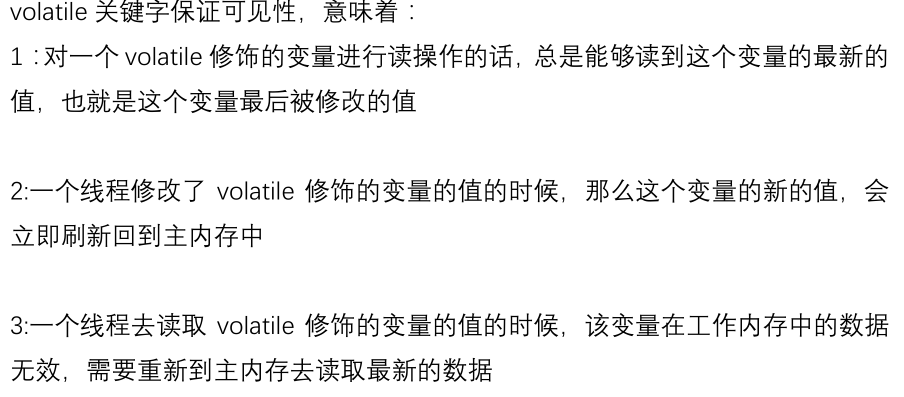 volatile 关键字保证可见性，意味着：
1：对一个 volatile 修饰的变量进行读操作的话，总是能够读到这个变量的最新的
值，也就是这个变量最后被修改的值
2:一个线程修改了 volatile 修饰的变量的值的时候，那么这个变量的新的值，会
立即刷新回到主内存中
3:一个线程去读取 volatile 修饰的变量的值的时候，该变量在工作内存中的数据
无效，需要重新到主内存去读取最新的数据